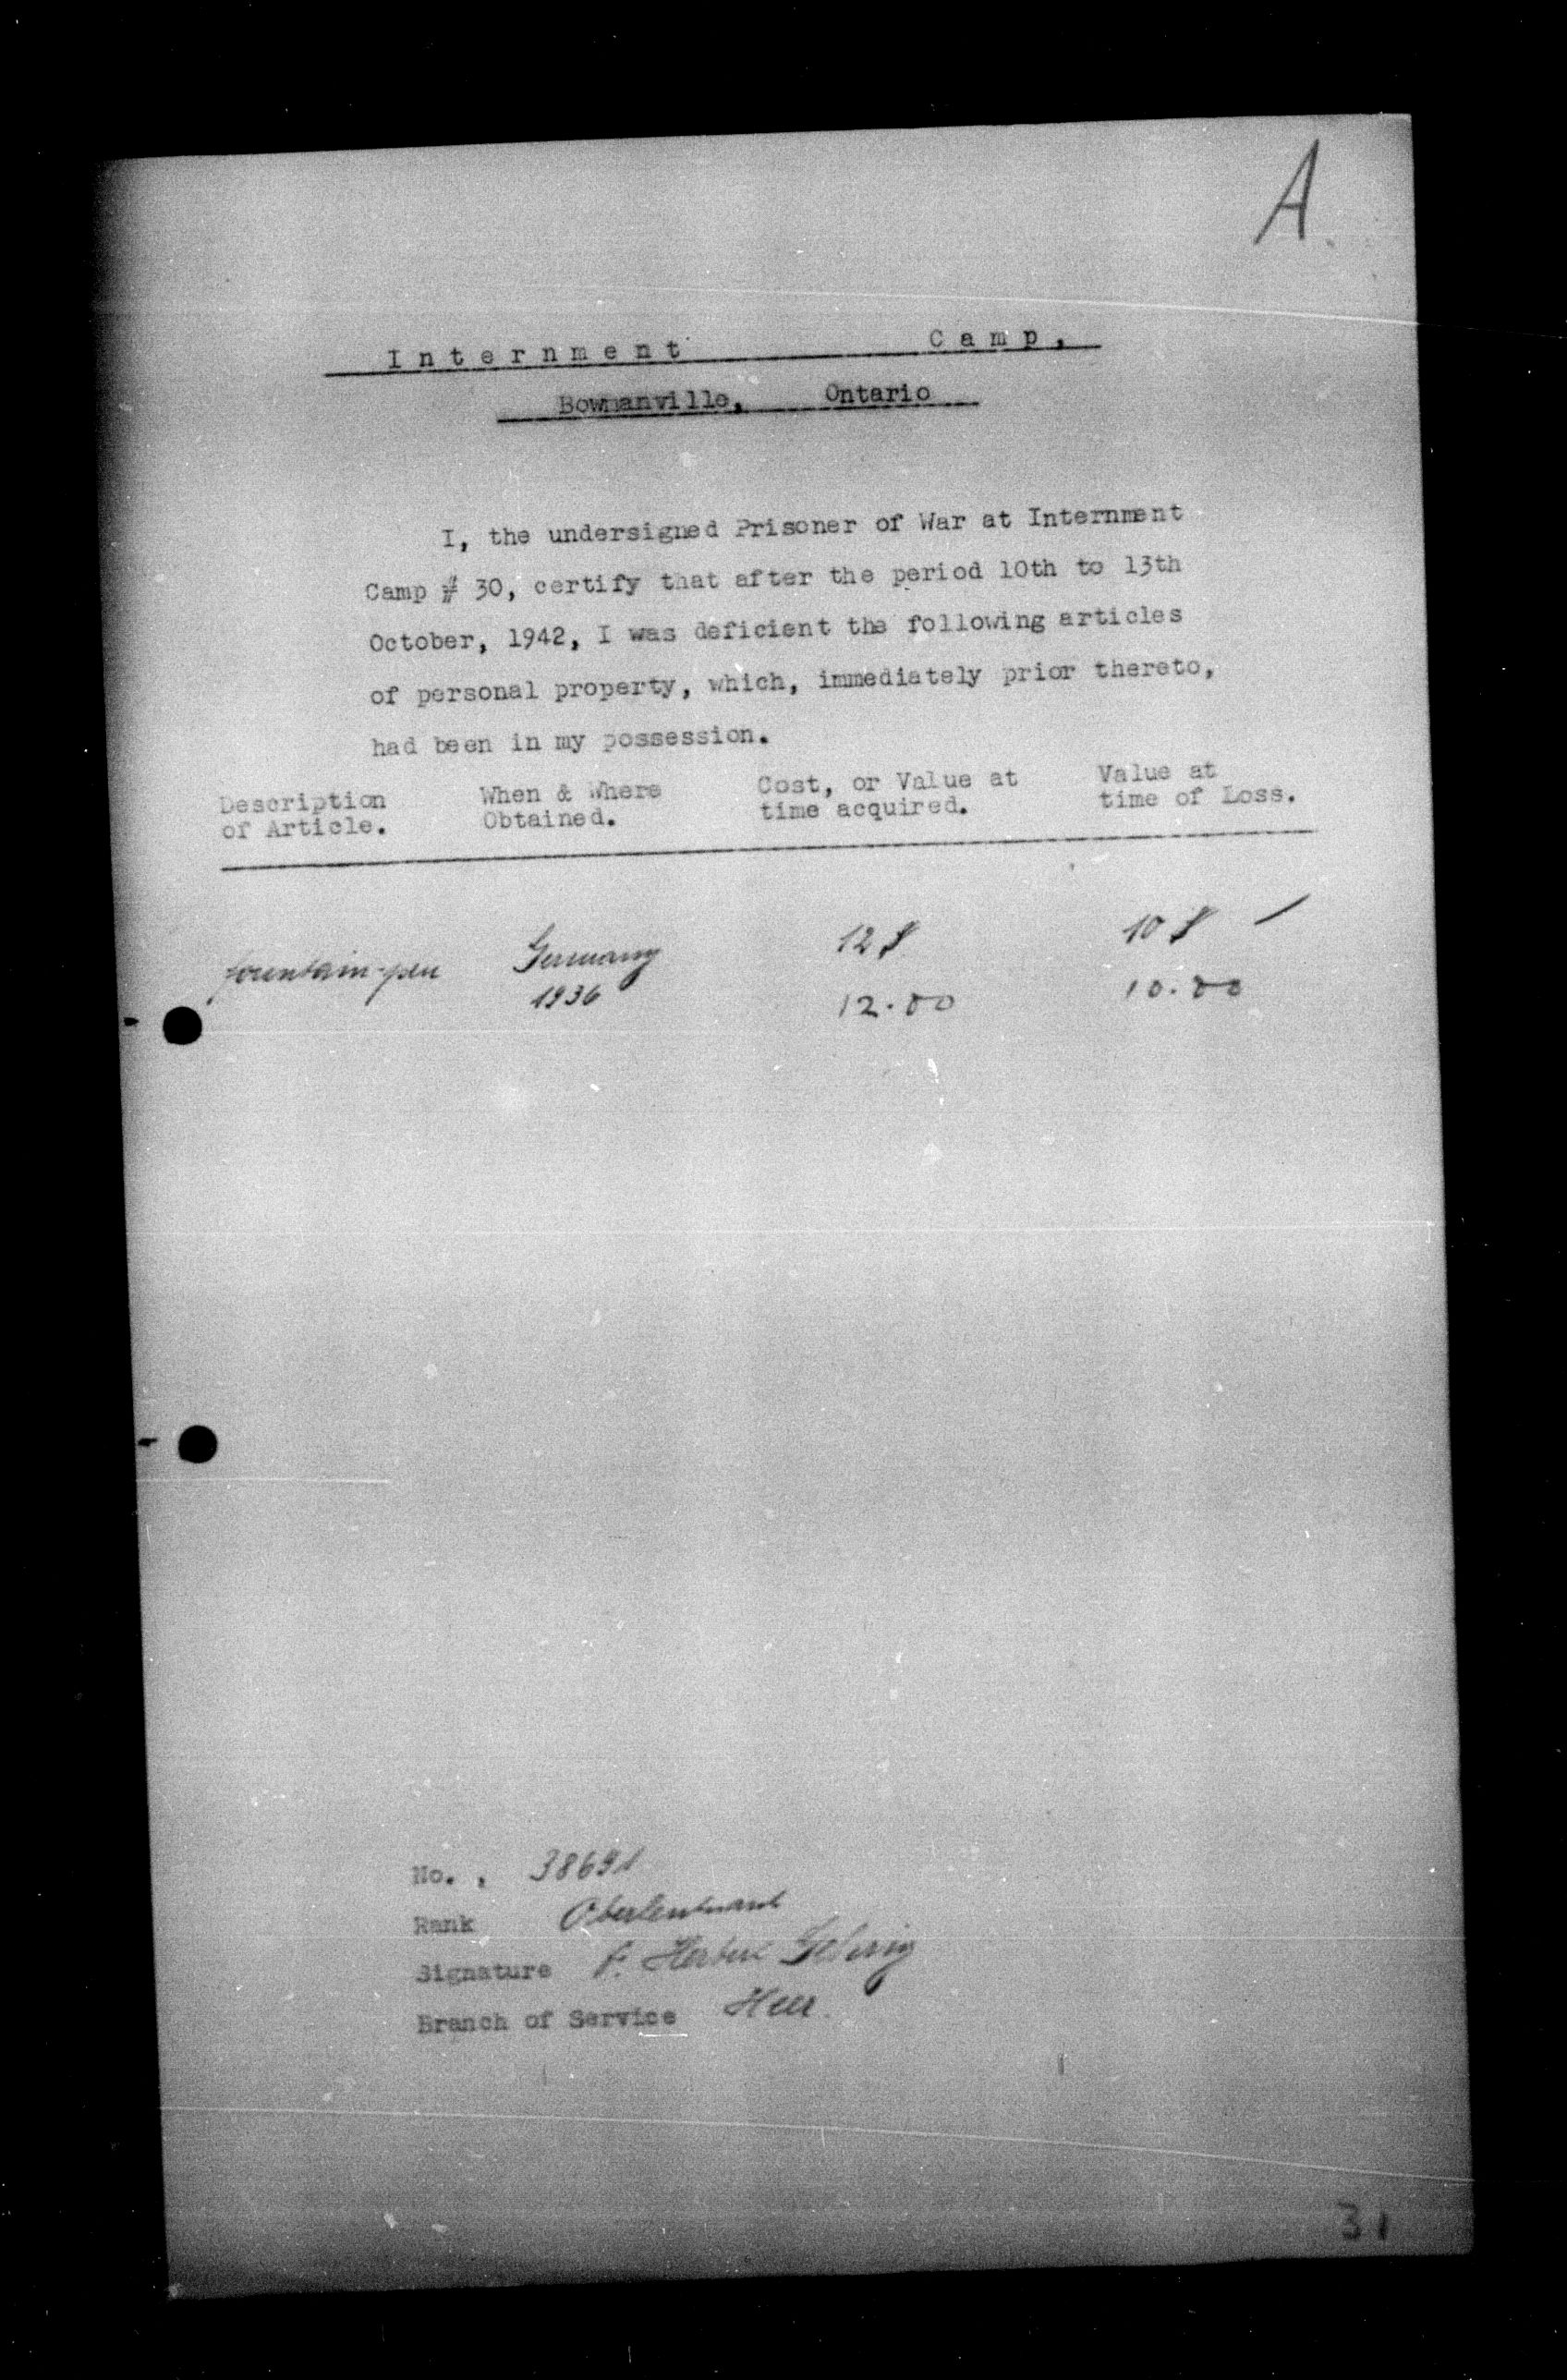 A
Internment Camp,
Bowmanville, Ontario
I, the undersigned Prisoner of War at Internment
Camp # 30, certify that after the period 10th to 13th
October, 1942, I was deficient the following articles
of personal property, which, immediately prior thereto,
had been in my possession.
Description When & Where Cost, or Value at Value at
of Article. Obtained. time acquired. time of Loss.
fountain-pen Germany 12 $ 10 $
1936 12.00 10.00
No. , 38691
Rank Oberleutnant
Signature Herbert
Branch of Service Heer
31